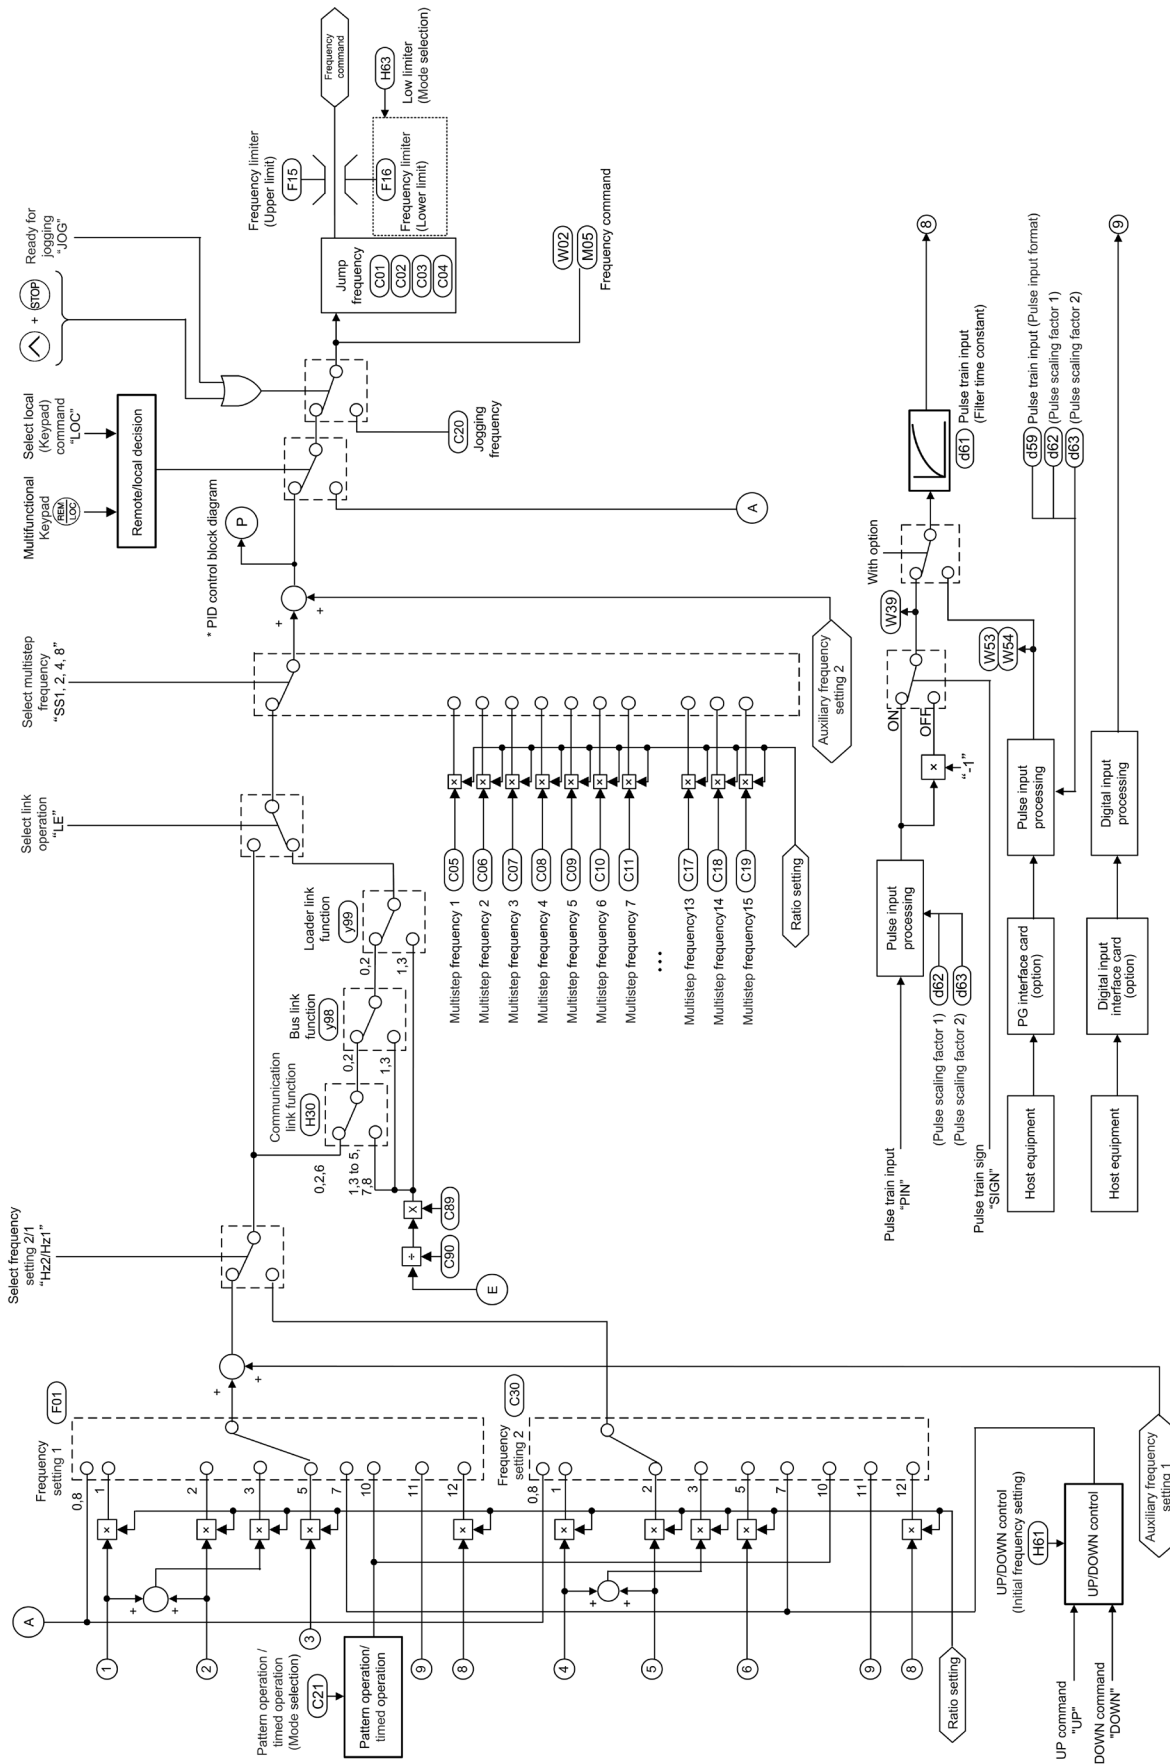 Select frequency
setting 2/1
"Hz2/Hz1"
Select link
operation
"LE"
Select multistep
frequency
"SS1, 2, 4, 8"
Multifunctional
Keypad
REM
LOC
Select local
(Keypad)
command
"LOC"
+
STOP
Ready for
jogging
"JOG"
Remote/local decision
* PID control block diagram
P
Frequency
setting 1
F01
0,8
1
2
3
5
7
10
11
12
+
+
A
1
2
3
9
8
×
×
×
×
×
+
+
Pattern operation /
timed operation
(Mode selection)
C21
Pattern operation/
timed operation
Frequency
setting 2
C30
0,8
1
2
3
5
7
10
11
12
4
5
6
9
8
×
×
×
×
×
+
+
Ratio setting
UP command
"UP"
DOWN command
"DOWN"
UP/DOWN control
(Initial frequency setting)
H61
UP/DOWN control
Auxiliary frequency
setting 1
Communication
link function
H30
0,2,6
1,3 to 5,
7,8
Bus link
function
y98
0,2
1,3
Loader link
function
y99
0,2
1,3
E
÷
C90
X
C89
+
+
Multistep frequency 1
C05
×
Multistep frequency 2
C06
×
Multistep frequency 3
C07
×
Multistep frequency 4
C08
×
Multistep frequency 5
C09
×
Multistep frequency 6
C10
×
Multistep frequency 7
C11
×
...
Multistep frequency13
C17
×
Multistep frequency14
C18
×
Multistep frequency15
C19
×
Ratio setting
Auxiliary frequency
setting 2
A
C20
Jogging
frequency
Jump
frequency
C01
C02
C03
C04
Frequency limiter
(Upper limit)
F15
F16
Frequency limiter
(Lower limit)
H63
Low limiter
(Mode selection)
Frequency
command
W02
M05
Frequency command
Pulse train input
"PIN"
Pulse input
processing
d62
d63
(Pulse scaling factor 1)
(Pulse scaling factor 2)
Pulse train sign
"SIGN"
ON
OFF
×
"-1"
W39
With option
W53
W54
d61
Pulse train input
(Filter time constant)
8
Host equipment
PG interface card
(option)
Pulse input
processing
d59
Pulse train input (Pulse input format)
d62
(Pulse scaling factor 1)
d63
(Pulse scaling factor 2)
Host equipment
Digital input
interface card
(option)
Digital input
processing
9